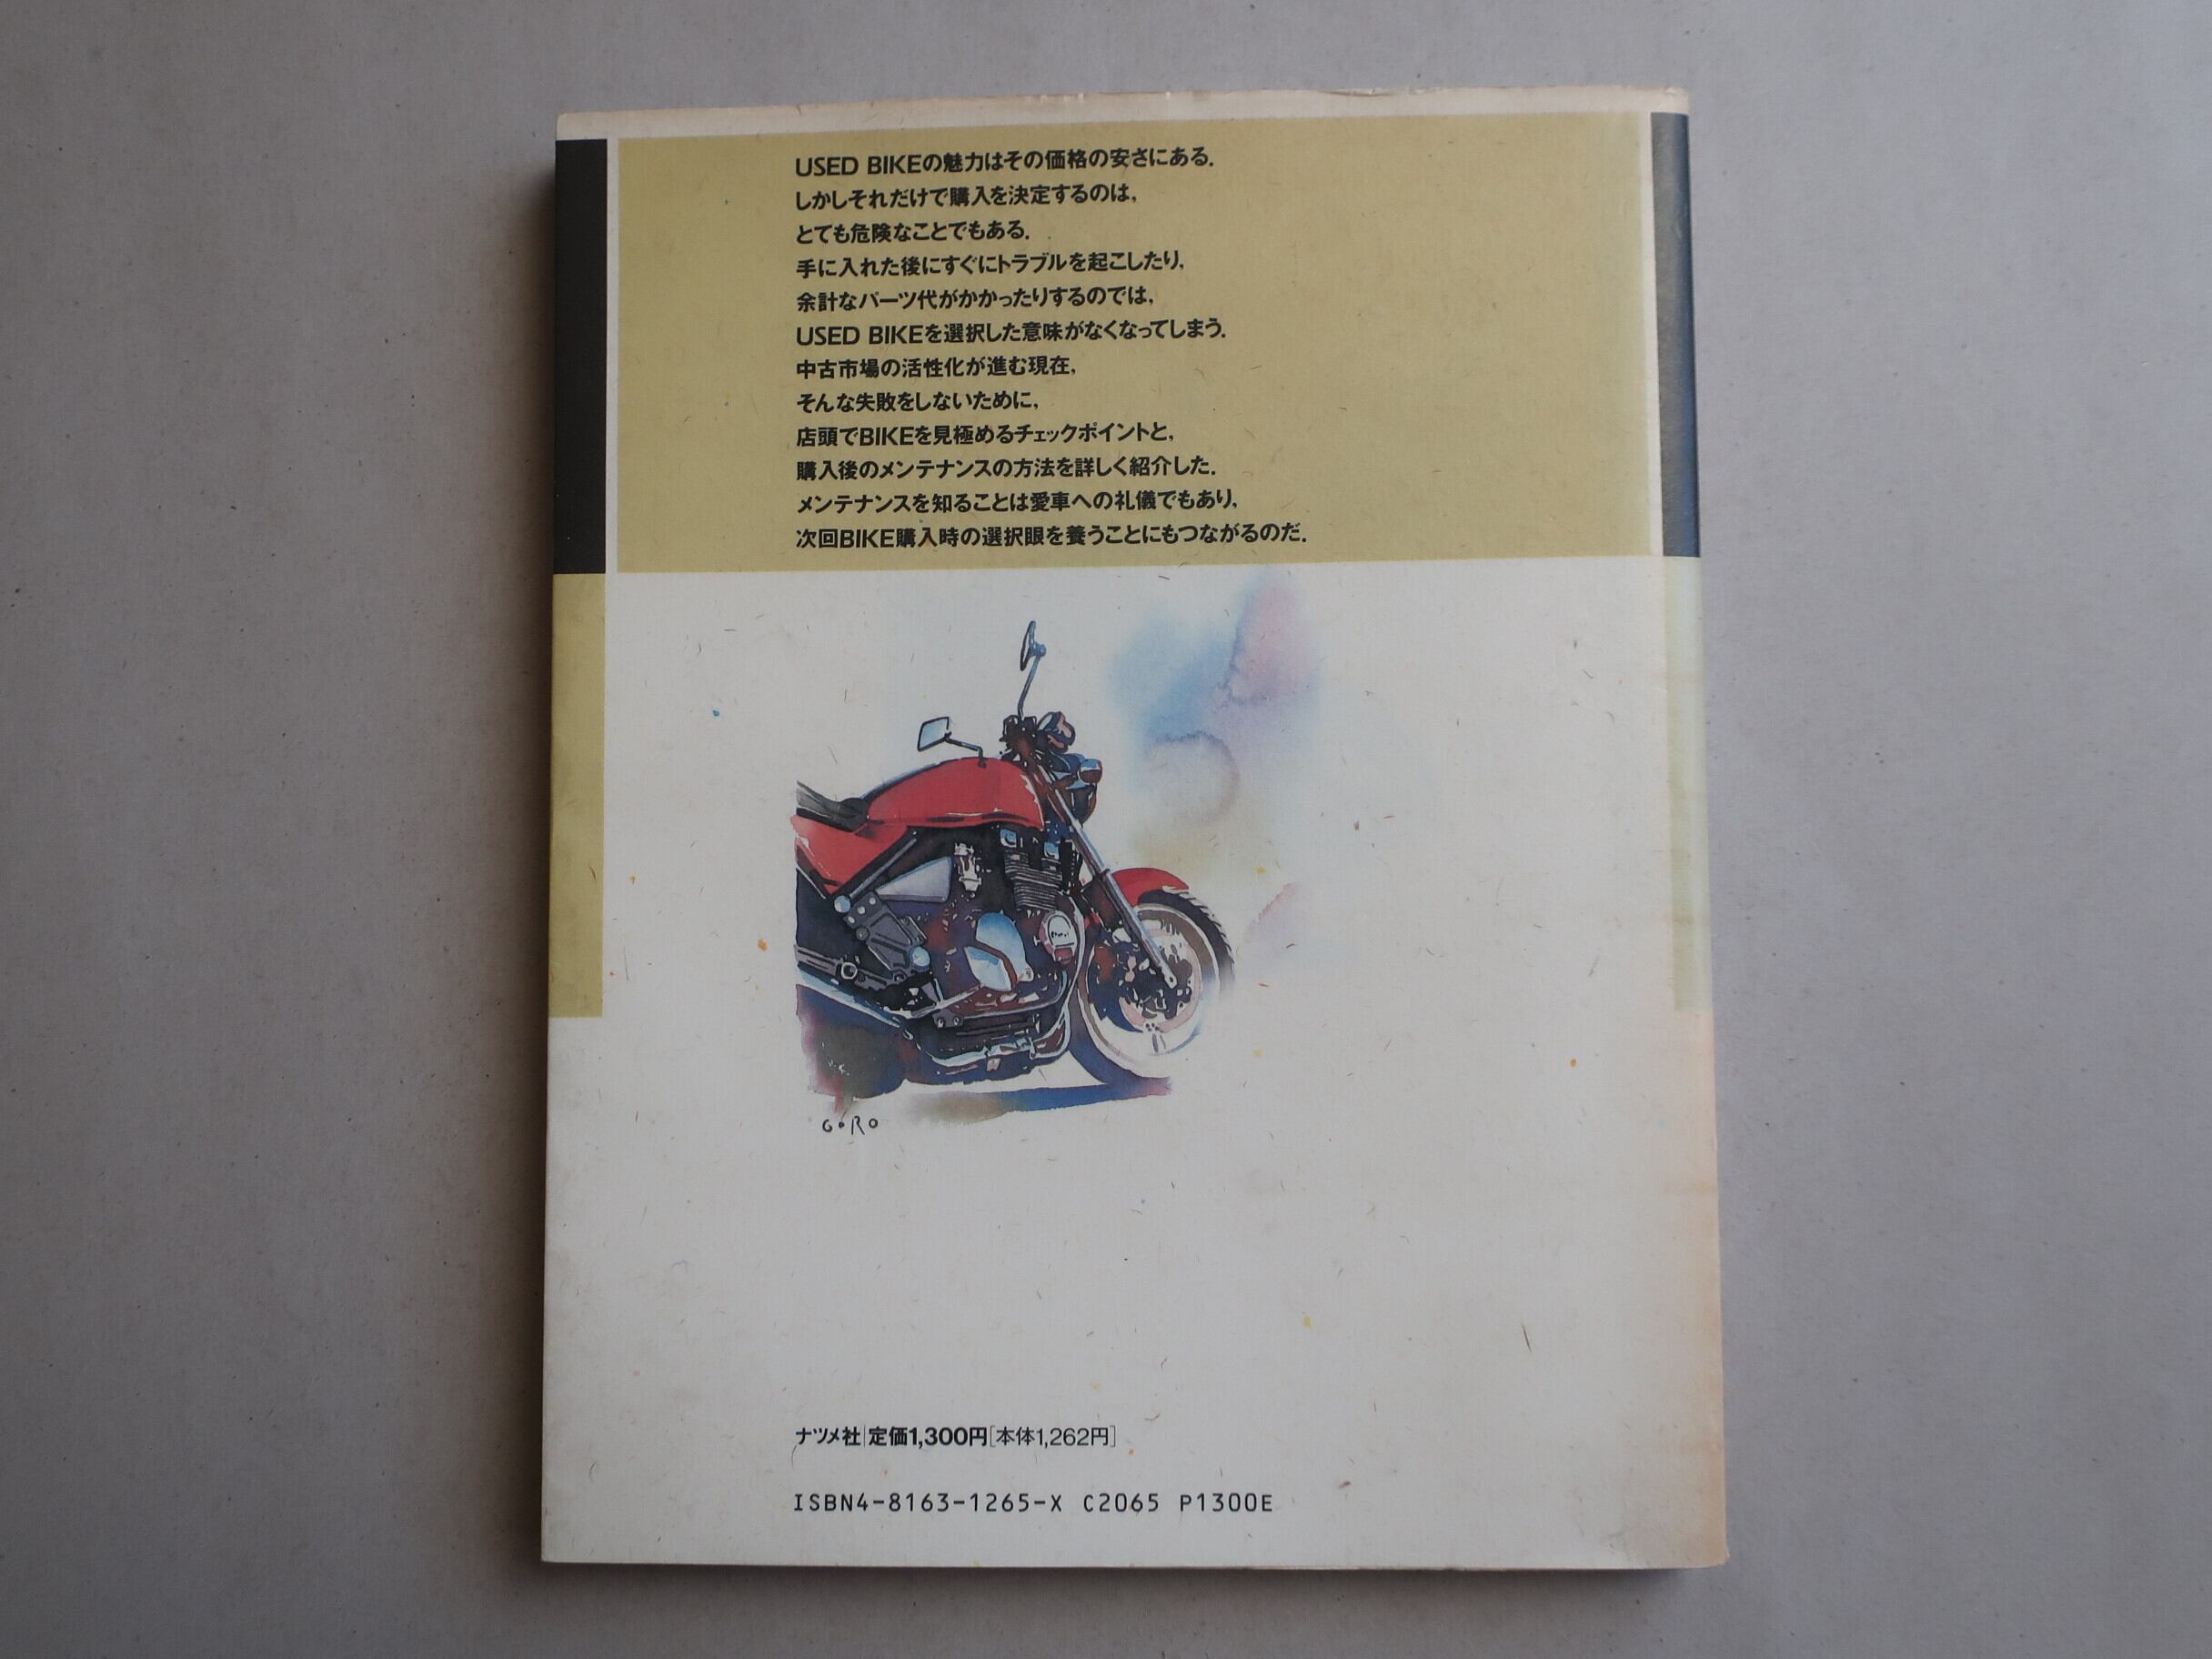 USED BIKEの魅力はその価格の安さにある.
しかしそれだけで購入を決定するのは,
とても危険なことでもある.
手に入れた後にすぐにトラブルを起こしたり,
余計なパーツ代がかかったりするのでは,
USED BIKEを選択した意味がなくなってしまう.
中古市場の活性化が進む現在,
そんな失敗をしないために,
店頭でBIKEを見極めるチェックポイントと,
購入後のメンテナンスの方法を詳しく紹介した.
メンテナンスを知ることは愛車への礼儀でもあり,
次回BIKE購入時の選択眼を養うことにもつながるのだ.
GORO
ナツメ社|定価1,300円[本体1,262円]
ISBN4-8163-1265-X C2065 P1300E